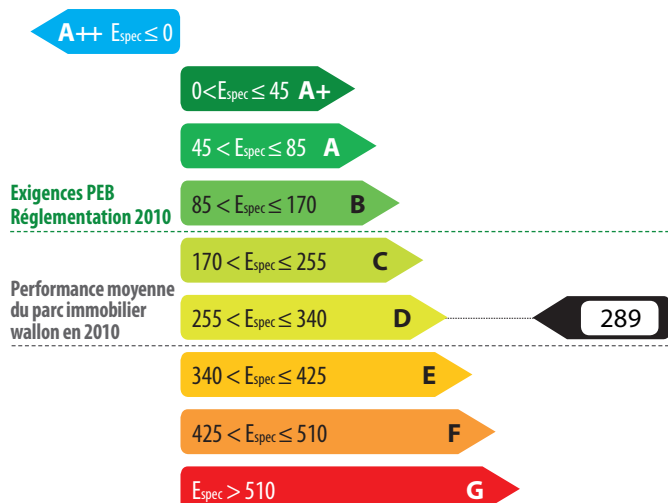 A++ Espec ≤ 0
0<Espec ≤ 45 A+
45 < Espec ≤ 85 A
Exigences PEB
Réglementation 2010
85 < Espec ≤ 170 B
170 < Espec ≤ 255 C
Performance moyenne
du parc immobilier
wallon en 2010
255 < Espec ≤ 340 D
289
340 < Espec ≤ 425 E
425 < Espec ≤ 510 F
Espec > 510 G